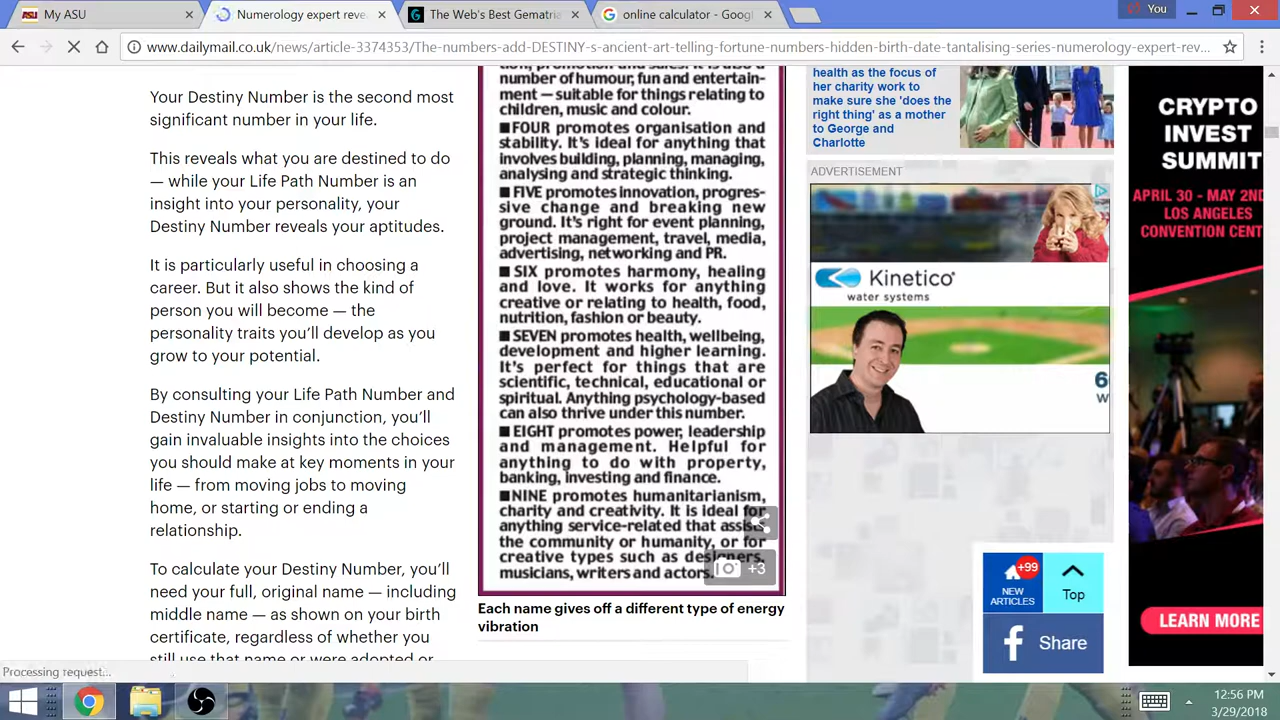 My ASU
Numerology expert reve
The Web's Best Gematria
online calculator - Googl
You
www.dailymail.co.uk/news/article-3374353/The-numbers-add-DESTINY-s-ancient-art-telling-fortune-numbers-hidden-birth-date-tantalising-series-numerology-expert-rev...
Your Destiny Number is the second most
significant number in your life.
This reveals what you are destined to do
— while your Life Path Number is an
insight into your personality, your
Destiny Number reveals your aptitudes.
It is particularly useful in choosing a
career. But it also shows the kind of
person you will become — the
personality traits you'll develop as you
grow to your potential.
By consulting your Life Path Number and
Destiny Number in conjunction, you'll
gain invaluable insights into the choices
you should make at key moments in your
life — from moving jobs to moving
home, or starting or ending a
relationship.
To calculate your Destiny Number, you'll
need your full, original name — including
middle name — as shown on your birth
certificate, regardless of whether you
still use that name or were adopted or
tion, promotion and sales. It is also a
number of humour, fun and entertain-
ment — suitable for things relating to
children, music and colour.
■ FOUR promotes organisation and
stability. It's ideal for anything that
involves building, planning, managing,
analysing and strategic thinking.
■ FIVE promotes innovation, progres-
sive change and breaking new
ground. It's right for event planning,
project management, travel, media,
advertising, networking and PR.
■ SIX promotes harmony, healing
and love. It works for anything
creative or relating to health, food,
nutrition, fashion or beauty.
■ SEVEN promotes health, wellbeing,
development and higher learning.
It's perfect for things that are
scientific, technical, educational or
spiritual. Anything psychology-based
can also thrive under this number.
■ EIGHT promotes power, leadership
and management. Helpful for
anything to do with property,
banking, investing and finance.
■ NINE promotes humanitarianism,
charity and creativity. It is ideal for
anything service-related that assists
the community or humanity, or for
creative types such as designers,
musicians, writers and actors.
+3
Each name gives off a different type of energy
vibration
health as the focus of
her charity work to
make sure she 'does the
right thing' as a mother
to George and
Charlotte
ADVERTISEMENT
Kinetico
water systems
6
W
+99
NEW
ARTICLES
Top
Share
CRYPTO
INVEST
SUMMIT
APRIL 30 - MAY 2ND
LOS ANGELES
CONVENTION CENT
LEARN MORE
Processing request...
12:56 PM
3/29/2018